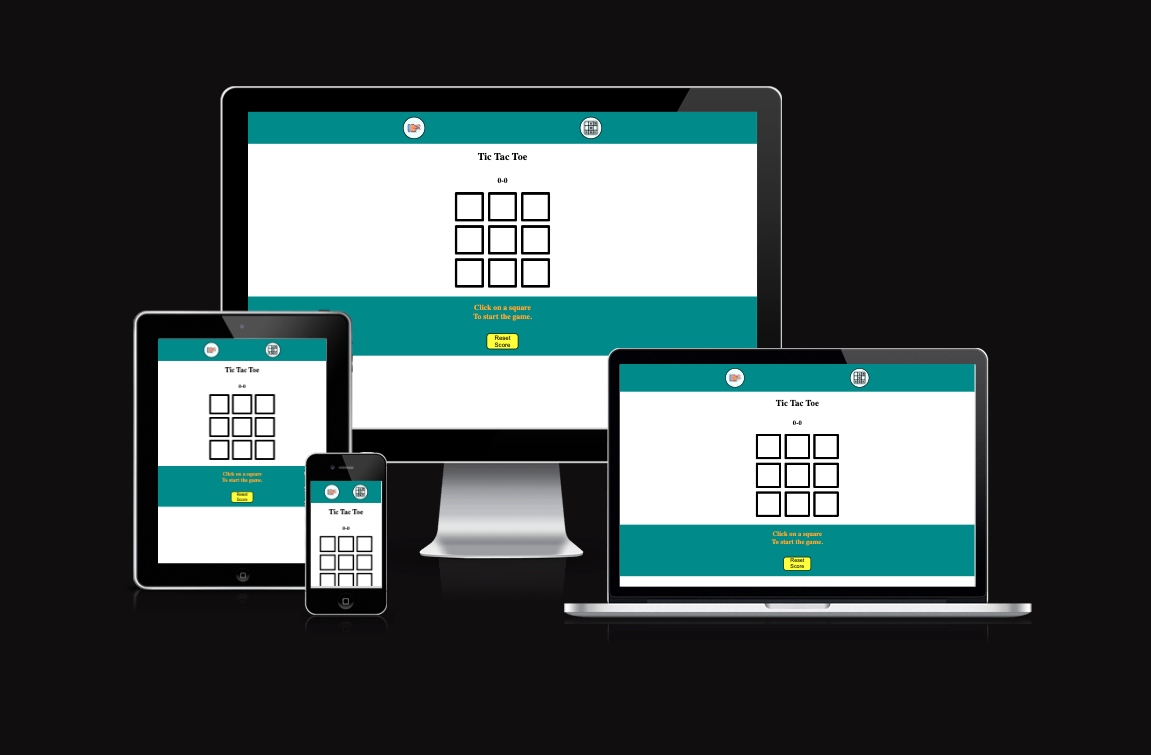 Tic Tac Toe
0-0
Click on a square
To start the game.
Reset
Score
Tic Tac Toe
0-0
Click on a square
To start the game.
Reset
Score
Tic Tac Toe
0-0
Tic Tac Toe
0-0
Click on a square
To start the game.
Reset
Score